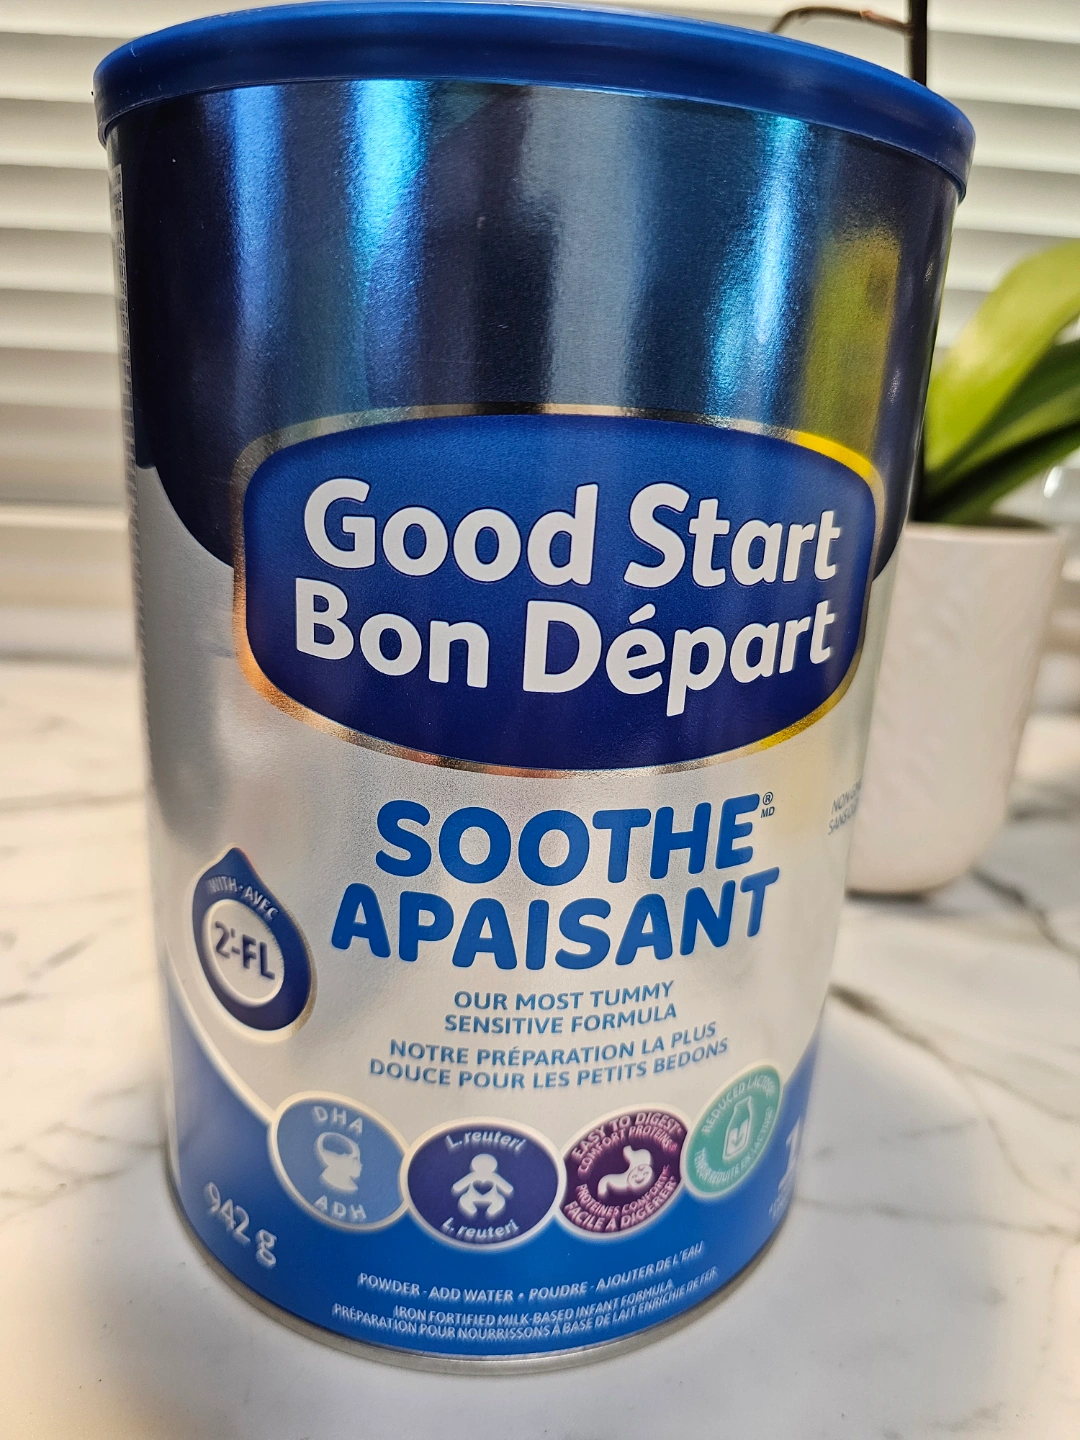 Good Start
Bon Départ
SOOTHE®
MD
APAISANT
WITH · AVEC
2'-FL
OUR MOST TUMMY
SENSITIVE FORMULA
NOTRE PRÉPARATION LA PLUS
DOUCE POUR LES PETITS BEDONS
DHA
ADH
L. reuteri
L. reuteri
EASY TO DIGEST
COMFORT PROTEINS
PROTÉINES CONFORT
FACILE À DIGÉRER
REDUCED LACTOSE
942 g
POWDER - ADD WATER • POUDRE - AJOUTER DE L'EAU
IRON FORTIFIED MILK-BASED INFANT FORMULA
PRÉPARATION POUR NOURRISSONS À BASE DE LAIT ENRICHIE DE FER